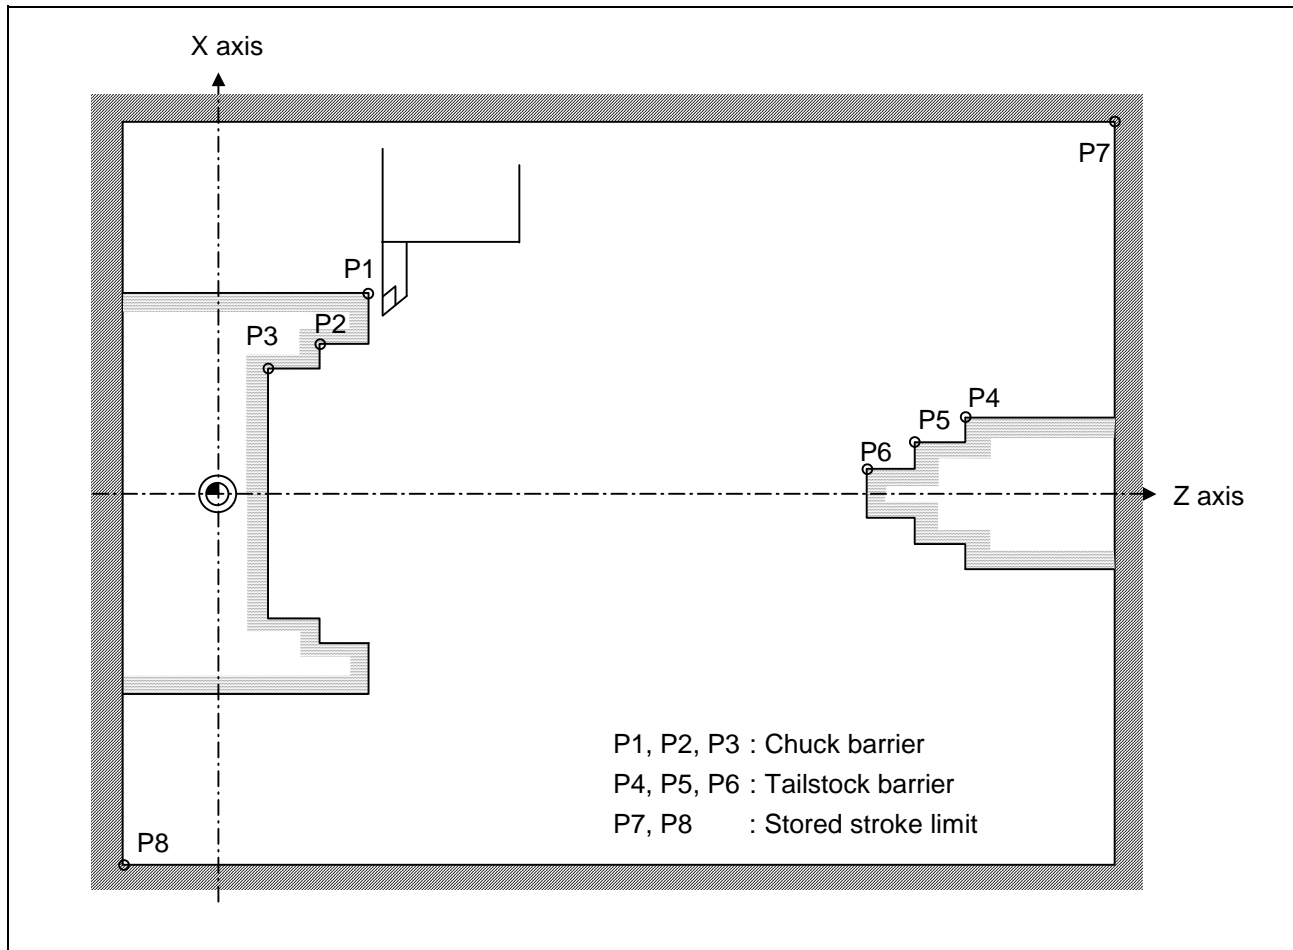 X axis
P7
P1
P2
P3
P4
P5
P6
Z axis
P1, P2, P3 : Chuck barrier
P4, P5, P6 : Tailstock barrier
P7, P8 : Stored stroke limit
P8